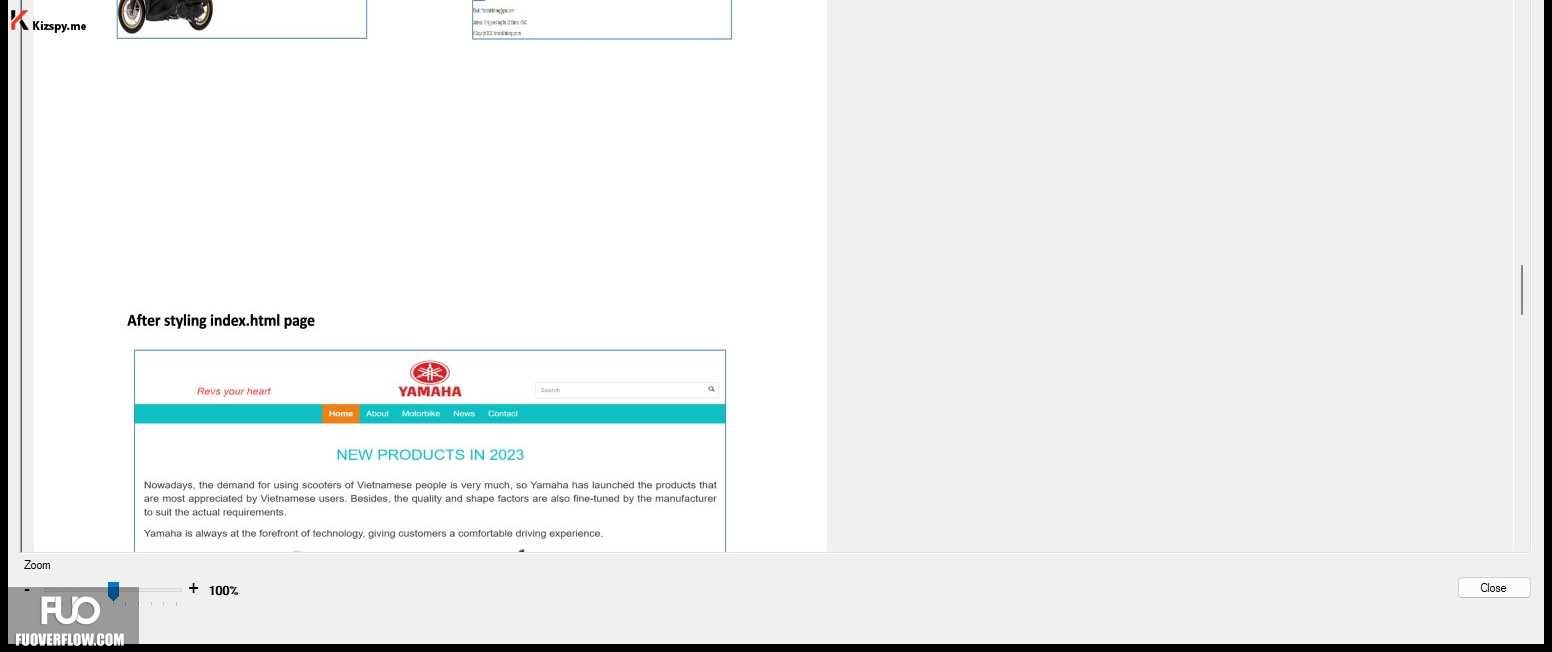 Kizspy.me
After styling index.html page
Revs your heart
YAMAHA
Search
Home About Motorbike News Contact
NEW PRODUCTS IN 2023
Nowadays, the demand for using scooters of Vietnamese people is very much, so Yamaha has launched the products that
are most appreciated by Vietnamese users. Besides, the quality and shape factors are also fine-tuned by the manufacturer
to suit the actual requirements.
Yamaha is always at the forefront of technology, giving customers a comfortable driving experience.
Zoom
- + 100%
Close
FUO
FUOVERFLOW.COM